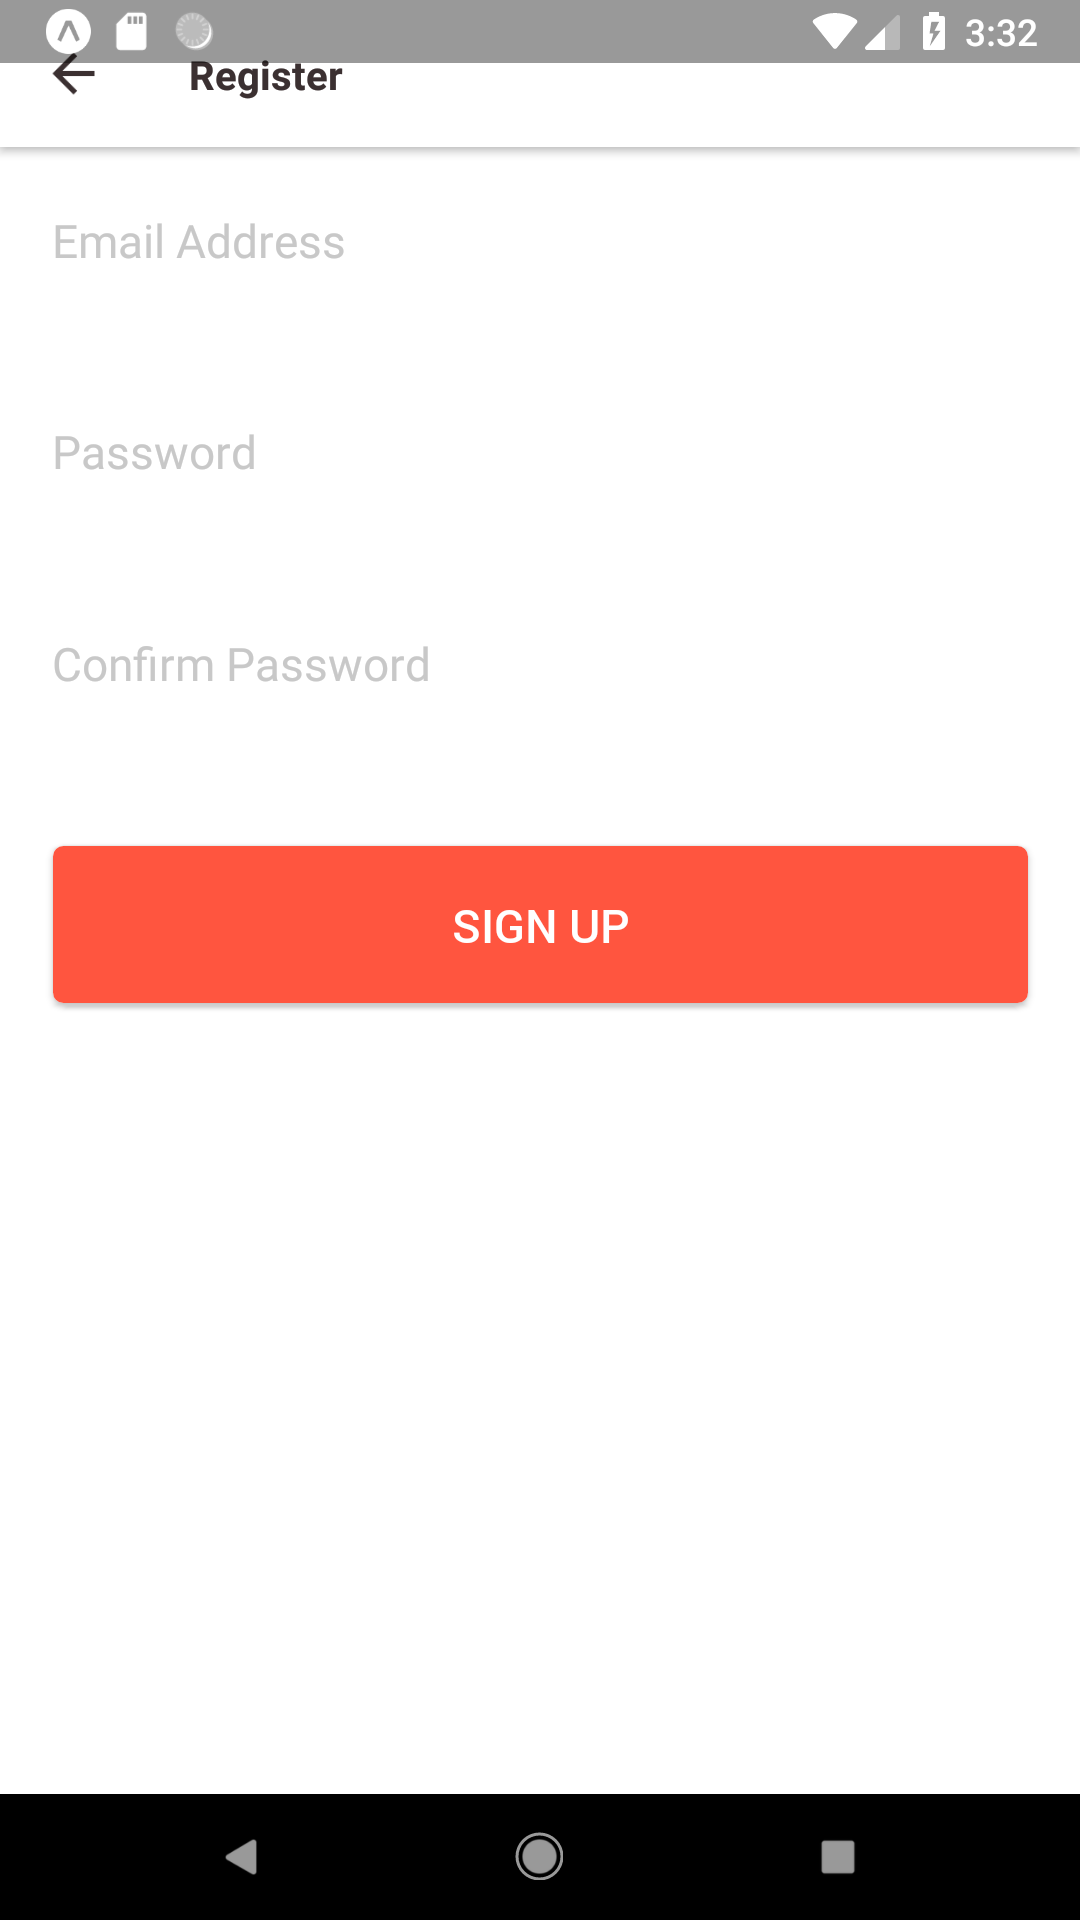 3:32
Register
Email Address
Password
Confirm Password
SIGN UP